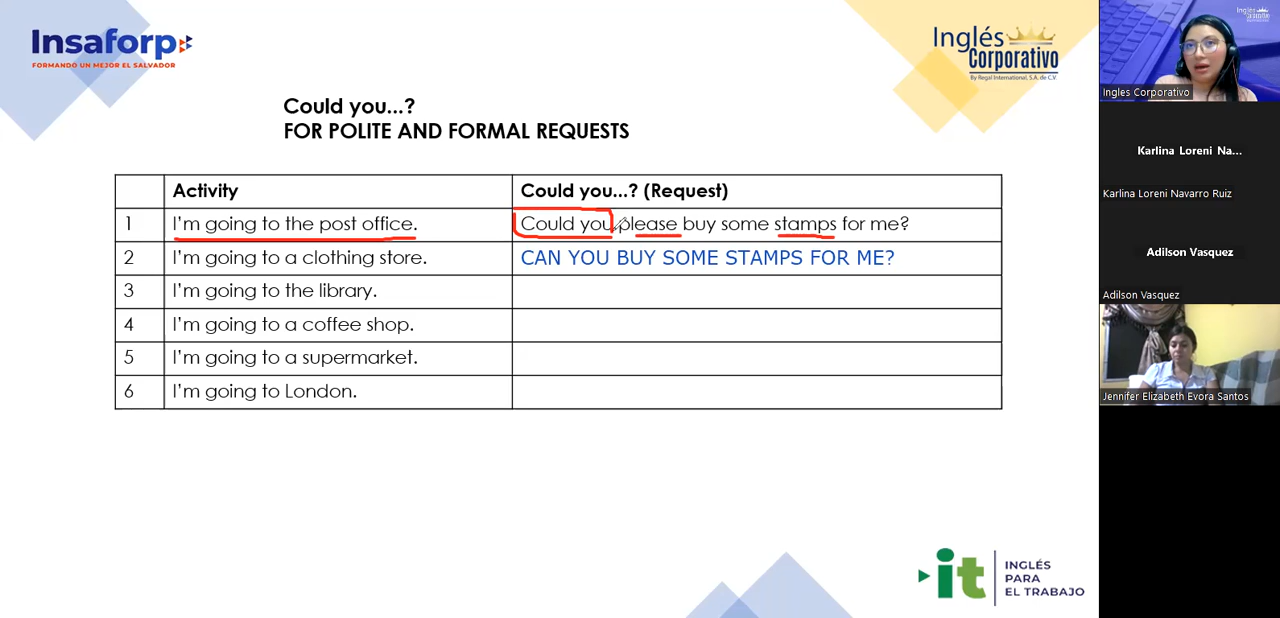 Insaforp
FORMANDO UN MEJOR EL SALVADOR
Inglés
Corporativo
By Regal International, S.A. de C.V.
Could you...?
FOR POLITE AND FORMAL REQUESTS
Activity Could you...? (Request)
1 I'm going to the post office. Could you please buy some stamps for me?
2 I'm going to a clothing store. CAN YOU BUY SOME STAMPS FOR ME?
3 I'm going to the library.
4 I'm going to a coffee shop.
5 I'm going to a supermarket.
6 I'm going to London.
it
INGLÉS
PARA
EL TRABAJO
Inglés
Ingles Corporativo
Karlina Loreni Na...
Karlina Loreni Navarro Ruiz
Adilson Vasquez
Adilson Vasquez
Jennifer Elizabeth Evora Santos